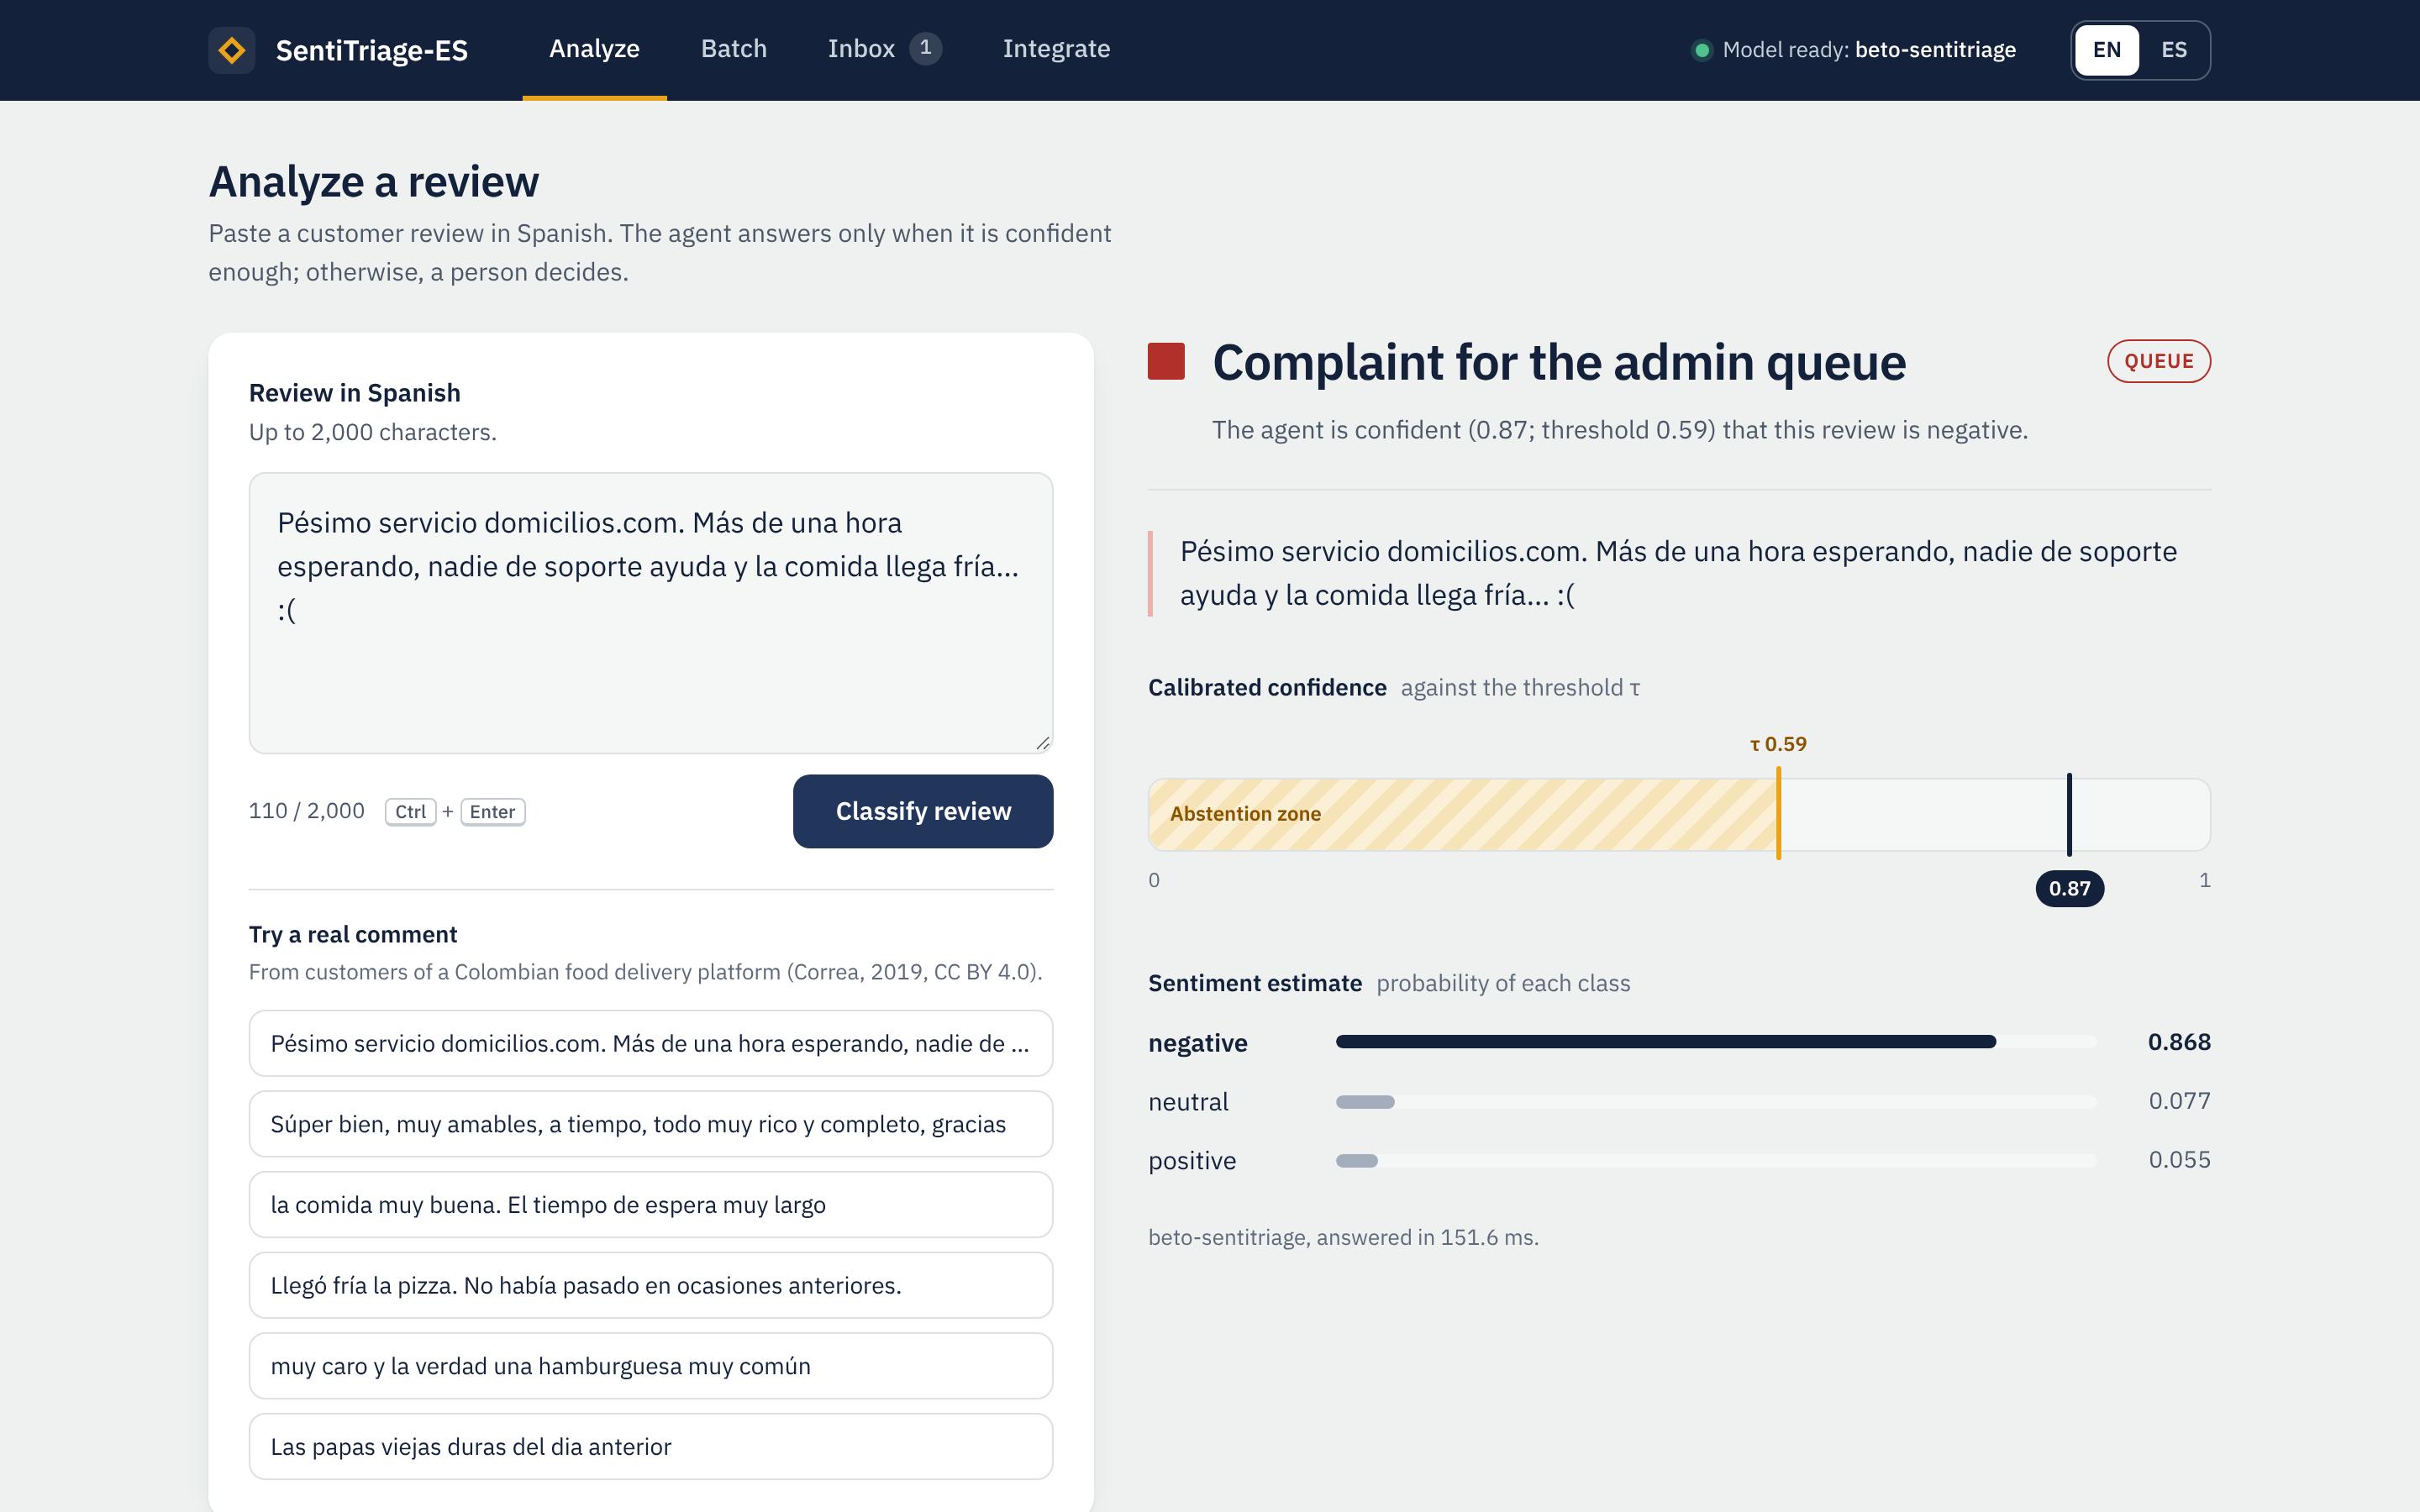 SentiTriage-ES
Analyze
Batch
Inbox 1
Integrate
Model ready: beto-sentitriage
EN ES
Analyze a review
Paste a customer review in Spanish. The agent answers only when it is confident
enough; otherwise, a person decides.
Review in Spanish
Up to 2,000 characters.
Pésimo servicio domicilios.com. Más de una hora
esperando, nadie de soporte ayuda y la comida llega fría...
:(
110 / 2,000 Ctrl + Enter
Classify review
Try a real comment
From customers of a Colombian food delivery platform (Correa, 2019, CC BY 4.0).
Pésimo servicio domicilios.com. Más de una hora esperando, nadie de ...
Súper bien, muy amables, a tiempo, todo muy rico y completo, gracias
la comida muy buena. El tiempo de espera muy largo
Llegó fría la pizza. No había pasado en ocasiones anteriores.
muy caro y la verdad una hamburguesa muy común
Las papas viejas duras del dia anterior
Complaint for the admin queue
QUEUE
The agent is confident (0.87; threshold 0.59) that this review is negative.
Pésimo servicio domicilios.com. Más de una hora esperando, nadie de soporte
ayuda y la comida llega fría... :(
Calibrated confidence against the threshold τ
τ 0.59
Abstention zone
0 0.87 1
Sentiment estimate probability of each class
negative 0.868
neutral 0.077
positive 0.055
beto-sentitriage, answered in 151.6 ms.